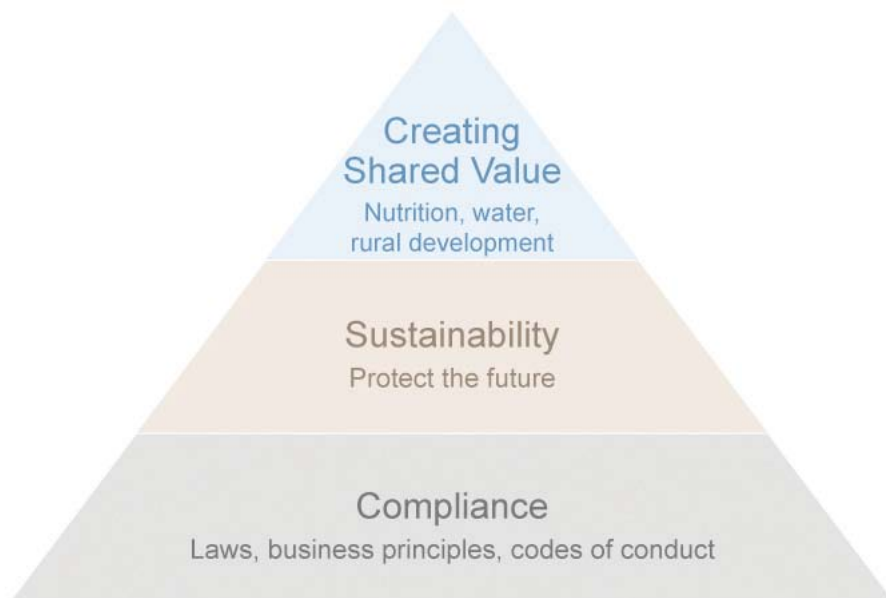 Creating
Shared Value
Nutrition, water,
rural development
Sustainability
Protect the future
Compliance
Laws, business principles, codes of conduct